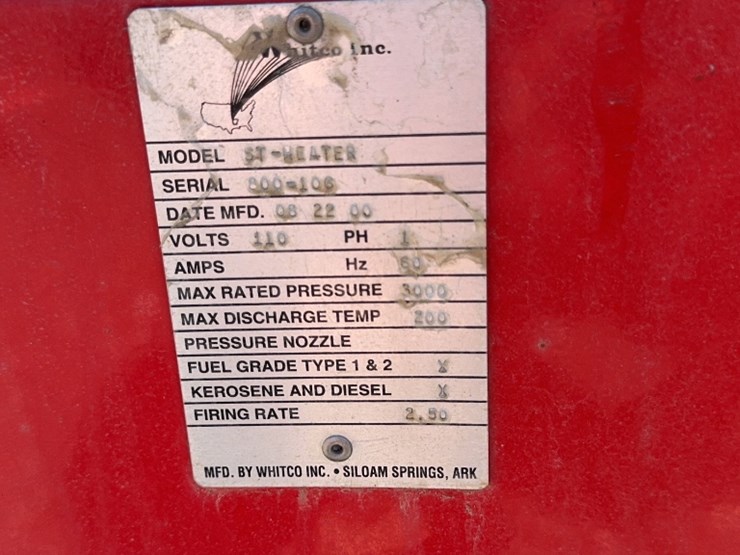 Whitco Inc.
MODEL ST-HEATER
SERIAL 800-106
DATE MFD. 08 22 00
VOLTS 110 PH 1
AMPS Hz 60
MAX RATED PRESSURE 3000
MAX DISCHARGE TEMP 200
PRESSURE NOZZLE
FUEL GRADE TYPE 1 & 2 X
KEROSENE AND DIESEL X
FIRING RATE 2.50
MFD. BY WHITCO INC. • SILOAM SPRINGS, ARK